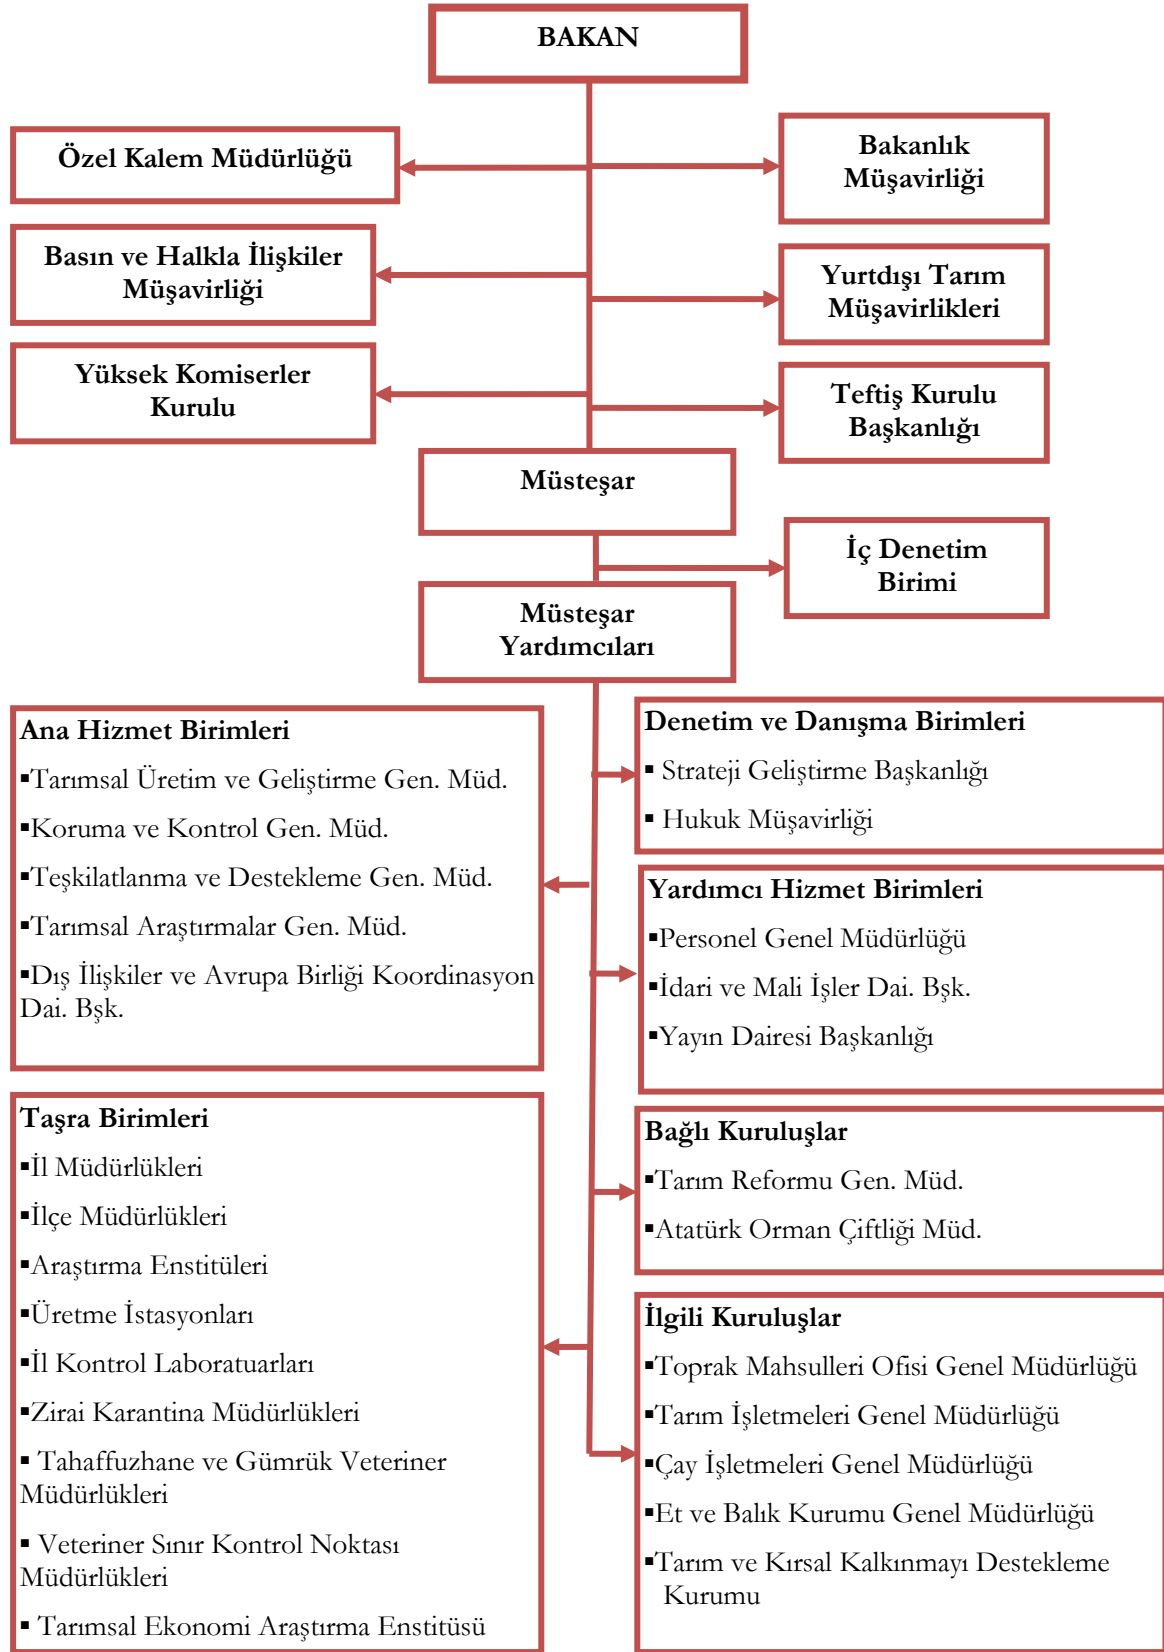 BAKAN
Özel Kalem Müdürlüğü
Bakanlık
Müşavirliği
Basın ve Halkla İlişkiler
Müşavirliği
Yurtdışı Tarım
Müşavirlikleri
Yüksek Komiserler
Kurulu
Teftiş Kurulu
Başkanlığı
Müsteşar
İç Denetim
Birimi
Müsteşar
Yardımcıları
Ana Hizmet Birimleri
▪Tarımsal Üretim ve Geliştirme Gen. Müd.
▪Koruma ve Kontrol Gen. Müd.
▪Teşkilatlanma ve Destekleme Gen. Müd.
▪Tarımsal Araştırmalar Gen. Müd.
▪Dış İlişkiler ve Avrupa Birliği Koordinasyon
Dai. Bşk.
Denetim ve Danışma Birimleri
▪ Strateji Geliştirme Başkanlığı
▪ Hukuk Müşavirliği
Yardımcı Hizmet Birimleri
▪Personel Genel Müdürlüğü
▪İdari ve Mali İşler Dai. Bşk.
▪Yayın Dairesi Başkanlığı
Taşra Birimleri
▪İl Müdürlükleri
▪İlçe Müdürlükleri
▪Araştırma Enstitüleri
▪Üretme İstasyonları
▪İl Kontrol Laboratuarları
▪Zirai Karantina Müdürlükleri
▪ Tahaffuzhane ve Gümrük Veteriner
Müdürlükleri
▪ Veteriner Sınır Kontrol Noktası
Müdürlükleri
▪ Tarımsal Ekonomi Araştırma Enstitüsü
Bağlı Kuruluşlar
▪Tarım Reformu Gen. Müd.
▪Atatürk Orman Çiftliği Müd.
İlgili Kuruluşlar
▪Toprak Mahsulleri Ofisi Genel Müdürlüğü
▪Tarım İşletmeleri Genel Müdürlüğü
▪Çay İşletmeleri Genel Müdürlüğü
▪Et ve Balık Kurumu Genel Müdürlüğü
▪Tarım ve Kırsal Kalkınmayı Destekleme
Kurumu